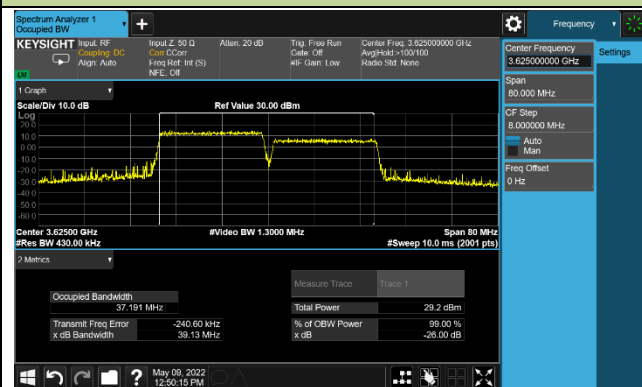 Spectrum Analyzer 1
Occupied BW
Frequency
KEYSIGHT
Input: RF
Coupling: DC
Align: Auto
Input Z: 50 Ω
Corr CCorr
Freq Ref: Int (S)
NFE: Off
Atten: 20 dB
Trig: Free Run
Gate: Off
#IF Gain: Low
Center Freq: 3.625000000 GHz
Avg|Hold:>100/100
Radio Std: None
LNI
1 Graph
Scale/Div 10.0 dB
Ref Value 30.00 dBm
Log
20.0
10.0
0.00
-10.0
-20.0
-30.0
-40.0
-50.0
-60.0
Center 3.62500 GHz
#Video BW 1.3000 MHz
Span 80 MHz
#Res BW 430.00 kHz
#Sweep 10.0 ms (2001 pts)
2 Metrics
Measure Trace
Trace 1
Occupied Bandwidth
37.191 MHz
Total Power
29.2 dBm
Transmit Freq Error
-240.60 kHz
% of OBW Power
99.00 %
x dB Bandwidth
39.13 MHz
x dB
-26.00 dB
May 09, 2022
12:50:15 PM
Center Frequency
3.625000000 GHz
Settings
Span
80.000 MHz
CF Step
8.000000 MHz
Auto
Man
Freq Offset
0 Hz